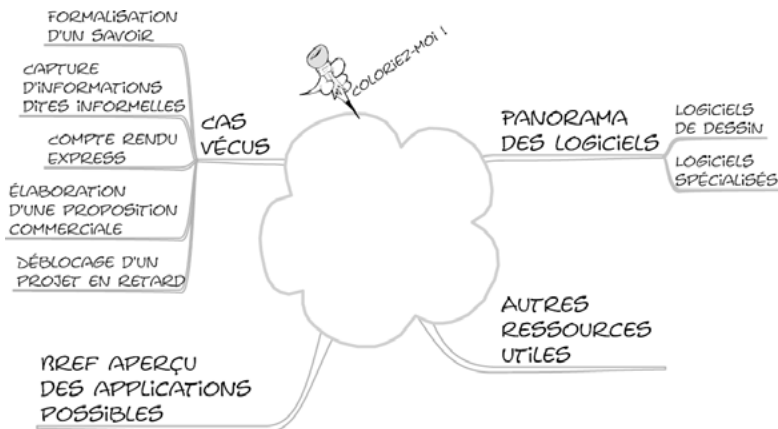 FORMALISATION
D'UN SAVOIR
CAPTURE
D'INFORMATIONS
DITES INFORMELLES
COMPTE RENDU
EXPRESS
ÉLABORATION
D'UNE PROPOSITION
COMMERCIALE
DÉBLOCAGE D'UN
PROJET EN RETARD
CAS
VÉCUS
BREF APERÇU
DES APPLICATIONS
POSSIBLES
COLORIEZ-MOI !
PANORAMA
DES LOGICIELS
LOGICIELS
DE DESSIN
LOGICIELS
SPÉCIALISÉS
AUTRES
RESSOURCES
UTILES